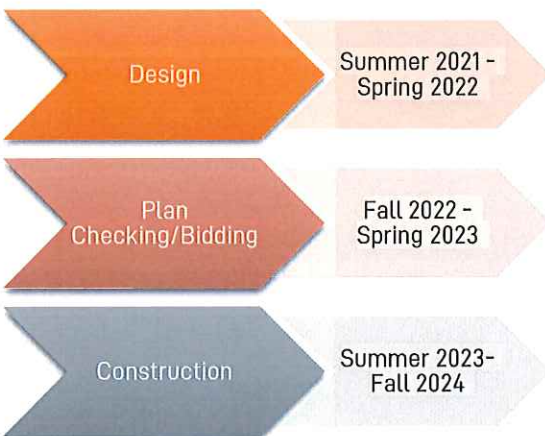 Design
Summer 2021 -
Spring 2022
Plan
Checking/Bidding
Fall 2022 -
Spring 2023
Construction
Summer 2023-
Fall 2024